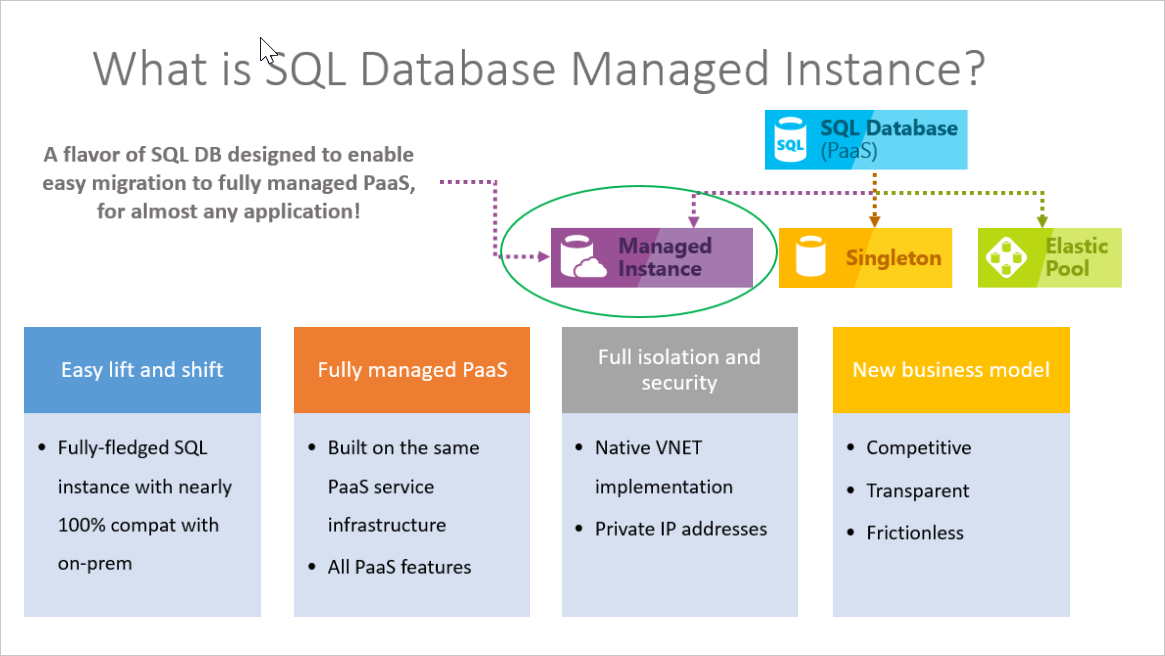 What is SQL Database Managed Instance?
A flavor of SQL DB designed to enable
easy migration to fully managed PaaS,
for almost any application!
SQL
SQL Database
(PaaS)
Managed
Instance
Singleton
Elastic
Pool
Easy lift and shift
• Fully-fledged SQL
instance with nearly
100% compat with
on-prem
Fully managed PaaS
• Built on the same
PaaS service
infrastructure
• All PaaS features
Full isolation and
security
• Native VNET
implementation
• Private IP addresses
New business model
• Competitive
• Transparent
• Frictionless